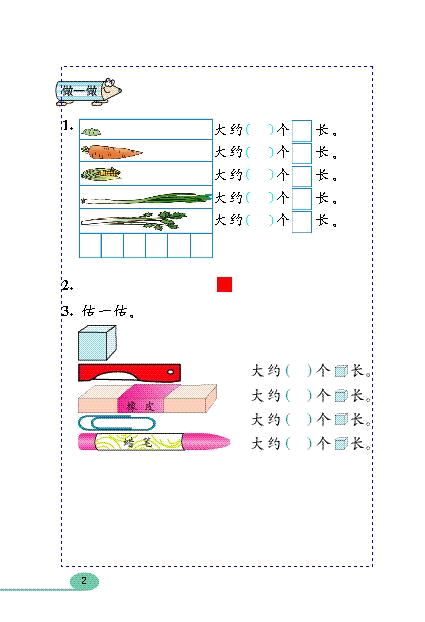 做一做
1.
大约( )个□长。
大约( )个□长。
大约( )个□长。
大约( )个□长。
大约( )个□长。
2.
3. 估一估。
大约( )个 长。
橡皮 大约( )个 长。
大约( )个 长。
蜡笔 大约( )个 长。
2